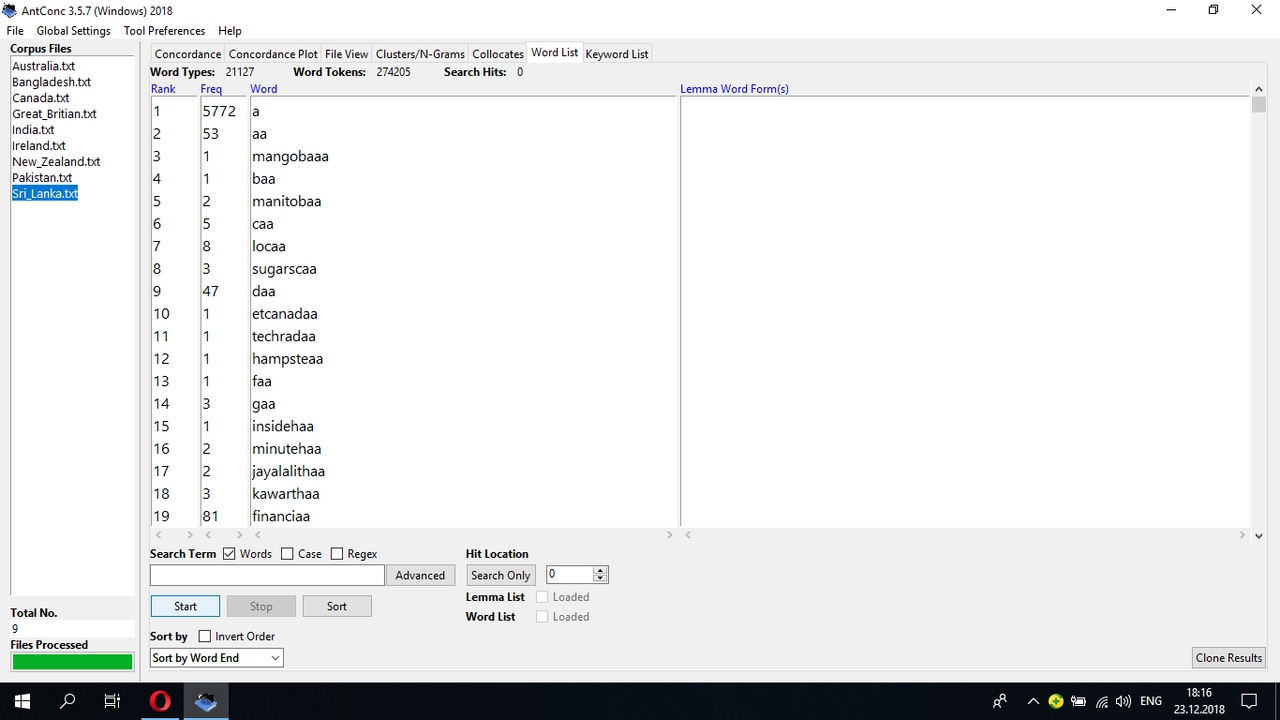 AntConc 3.5.7 (Windows) 2018
File Global Settings Tool Preferences Help
Corpus Files
Australia.txt
Bangladesh.txt
Canada.txt
Great_Britian.txt
India.txt
Ireland.txt
New_Zealand.txt
Pakistan.txt
Sri_Lanka.txt
Total No.
9
Files Processed
Concordance Concordance Plot File View Clusters/N-Grams Collocates Word List Keyword List
Word Types: 21127 Word Tokens: 274205 Search Hits: 0
Rank Freq Word Lemma Word Form(s)
1 5772 a
2 53 aa
3 1 mangobaaa
4 1 baa
5 2 manitobaa
6 5 caa
7 8 locaa
8 3 sugarscaa
9 47 daa
10 1 etcanadaa
11 1 techradaa
12 1 hampsteaa
13 1 faa
14 3 gaa
15 1 insidehaa
16 2 minutehaa
17 2 jayalalithaa
18 3 kawarthaa
19 81 financiaa
Search Term Words Case Regex Hit Location
Advanced Search Only 0
Start Stop Sort Lemma List Loaded
Word List Loaded
Sort by Invert Order
Sort by Word End Clone Results
ENG 18:16
23.12.2018